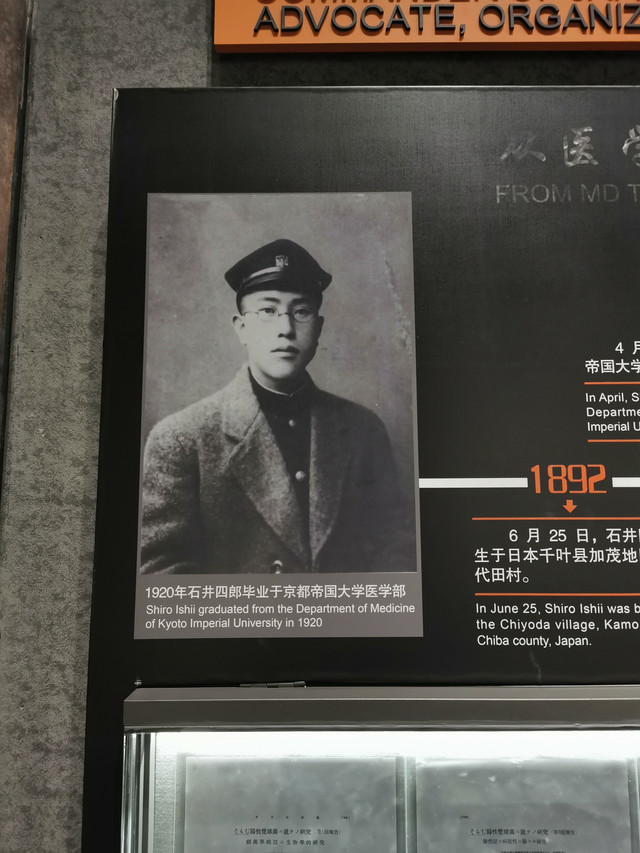 ADVOCATE, ORGANIZ
从医学
FROM MD T
4 月
帝国大学
In April, S
Departme
Imperial U
1892
6 月 25 日，石井
生于日本千叶县加茂地
代田村。
In June 25, Shiro Ishii was b
the Chiyoda village, Kamo
Chiba county, Japan.
1920年石井四郎毕业于京都帝国大学医学部
Shiro Ishii graduated from the Department of Medicine
of Kyoto Imperial University in 1920